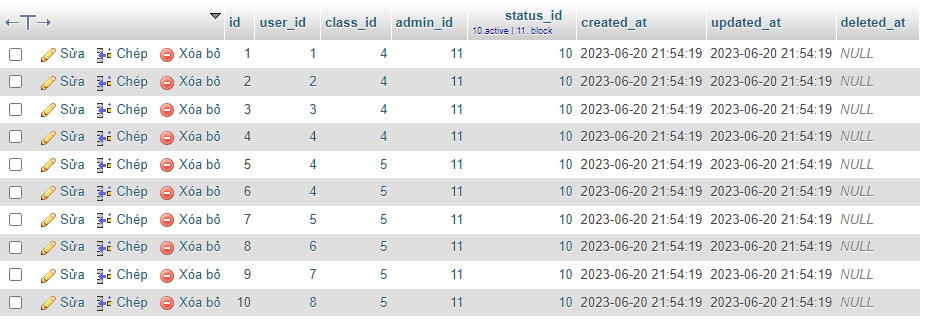 id user_id class_id admin_id status_id created_at updated_at deleted_at
10.active | 11. block
Sửa Chép Xóa bỏ 1 1 4 11 10 2023-06-20 21:54:19 2023-06-20 21:54:19 NULL
Sửa Chép Xóa bỏ 2 2 4 11 10 2023-06-20 21:54:19 2023-06-20 21:54:19 NULL
Sửa Chép Xóa bỏ 3 3 4 11 10 2023-06-20 21:54:19 2023-06-20 21:54:19 NULL
Sửa Chép Xóa bỏ 4 4 4 11 10 2023-06-20 21:54:19 2023-06-20 21:54:19 NULL
Sửa Chép Xóa bỏ 5 4 5 11 10 2023-06-20 21:54:19 2023-06-20 21:54:19 NULL
Sửa Chép Xóa bỏ 6 4 5 11 10 2023-06-20 21:54:19 2023-06-20 21:54:19 NULL
Sửa Chép Xóa bỏ 7 5 5 11 10 2023-06-20 21:54:19 2023-06-20 21:54:19 NULL
Sửa Chép Xóa bỏ 8 6 5 11 10 2023-06-20 21:54:19 2023-06-20 21:54:19 NULL
Sửa Chép Xóa bỏ 9 7 5 11 10 2023-06-20 21:54:19 2023-06-20 21:54:19 NULL
Sửa Chép Xóa bỏ 10 8 5 11 10 2023-06-20 21:54:19 2023-06-20 21:54:19 NULL